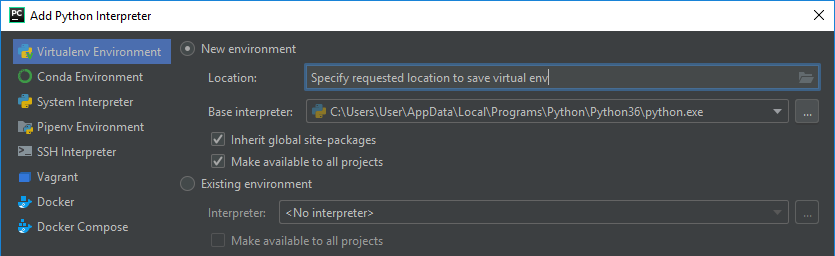 PC
Add Python Interpreter
Virtualenv Environment
Conda Environment
System Interpreter
Pipenv Environment
SSH Interpreter
Vagrant
Docker
Docker Compose
New environment
Location: Specify requested location to save virtual env
Base interpreter: C:\Users\User\AppData\Local\Programs\Python\Python36\python.exe ...
Inherit global site-packages
Make available to all projects
Existing environment
Interpreter: <No interpreter> ...
Make available to all projects